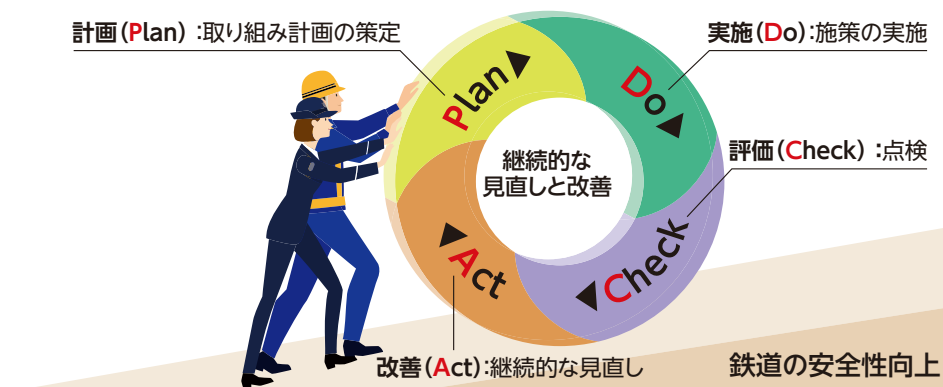 計画(Plan):取り組み計画の策定
実施(Do):施策の実施
Plan▶
Do▶
評価(Check):点検
継続的な
見直しと改善
▶Act
◀Check
改善(Act):継続的な見直し
鉄道の安全性向上